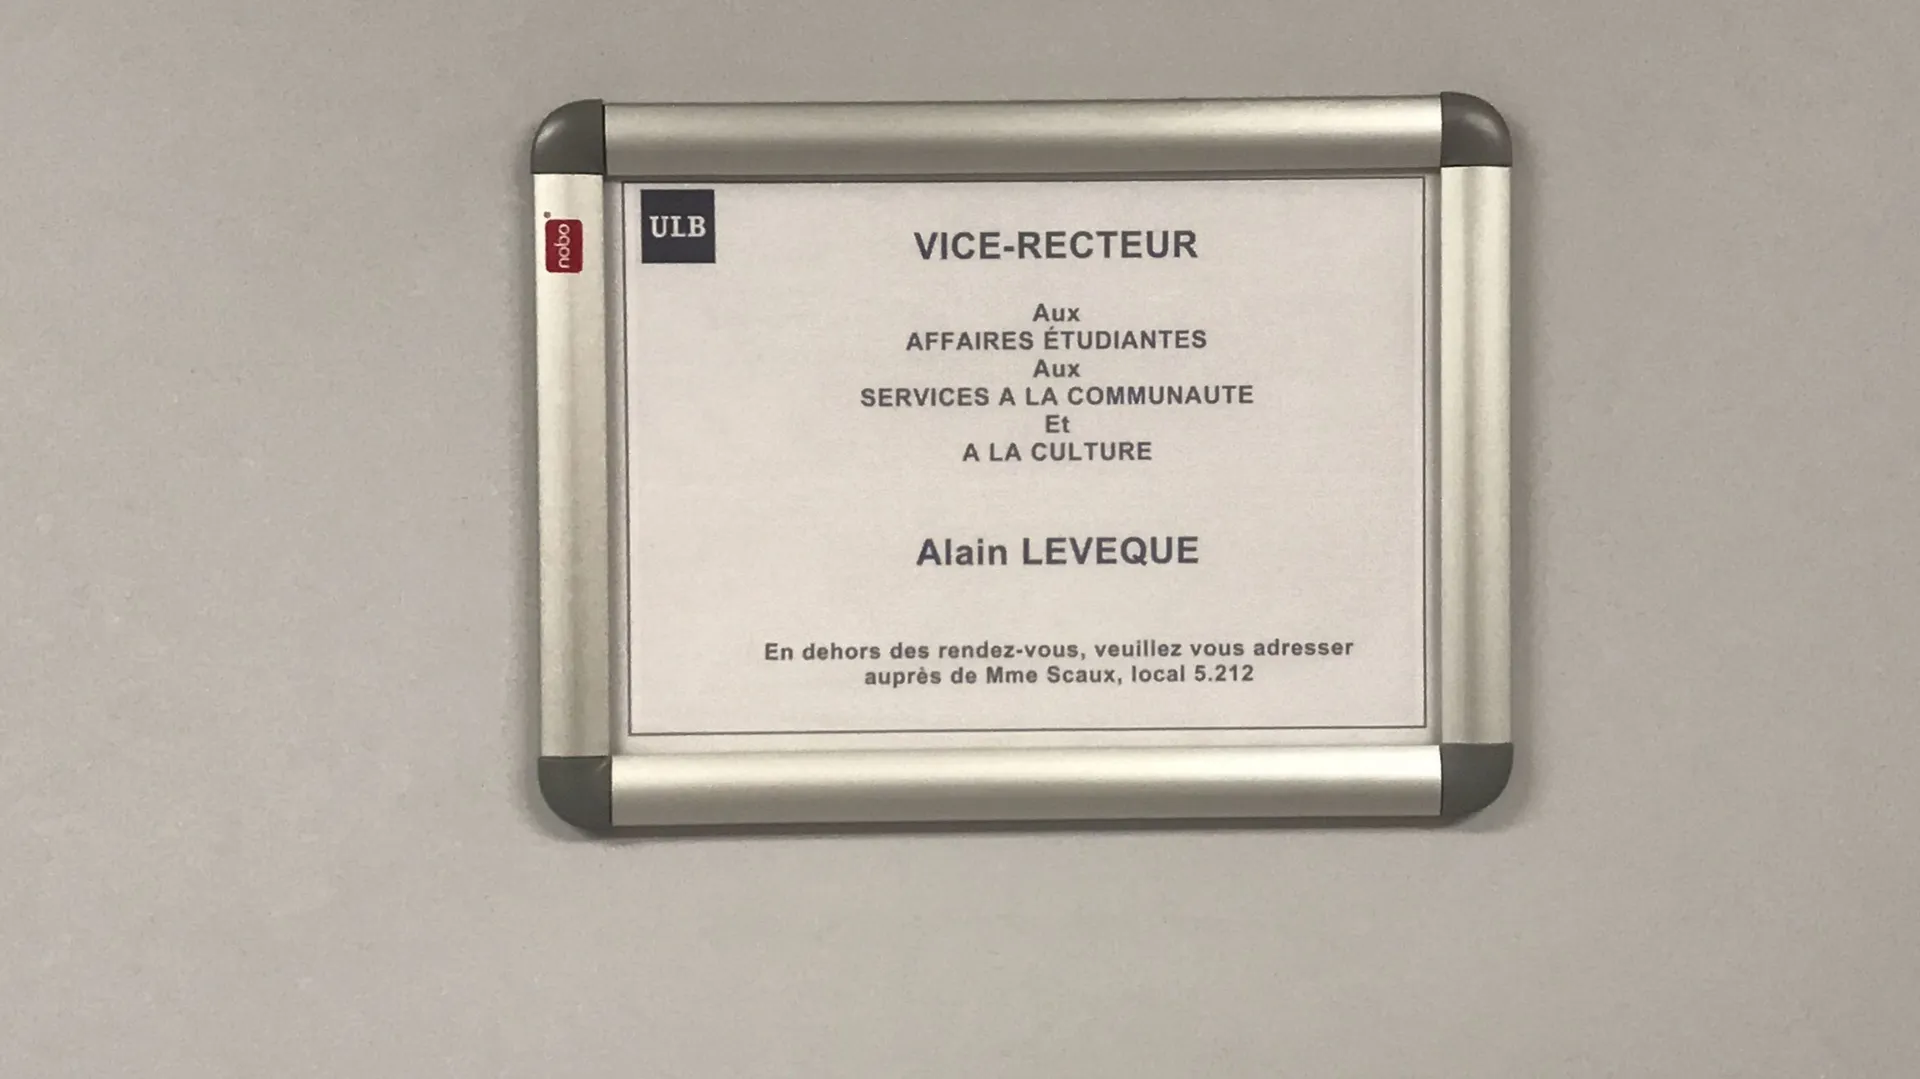 ULB
nobo
VICE-RECTEUR
Aux
AFFAIRES ÉTUDIANTES
Aux
SERVICES A LA COMMUNAUTE
Et
A LA CULTURE
Alain LEVEQUE
En dehors des rendez-vous, veuillez vous adresser
auprès de Mme Scaux, local 5.212